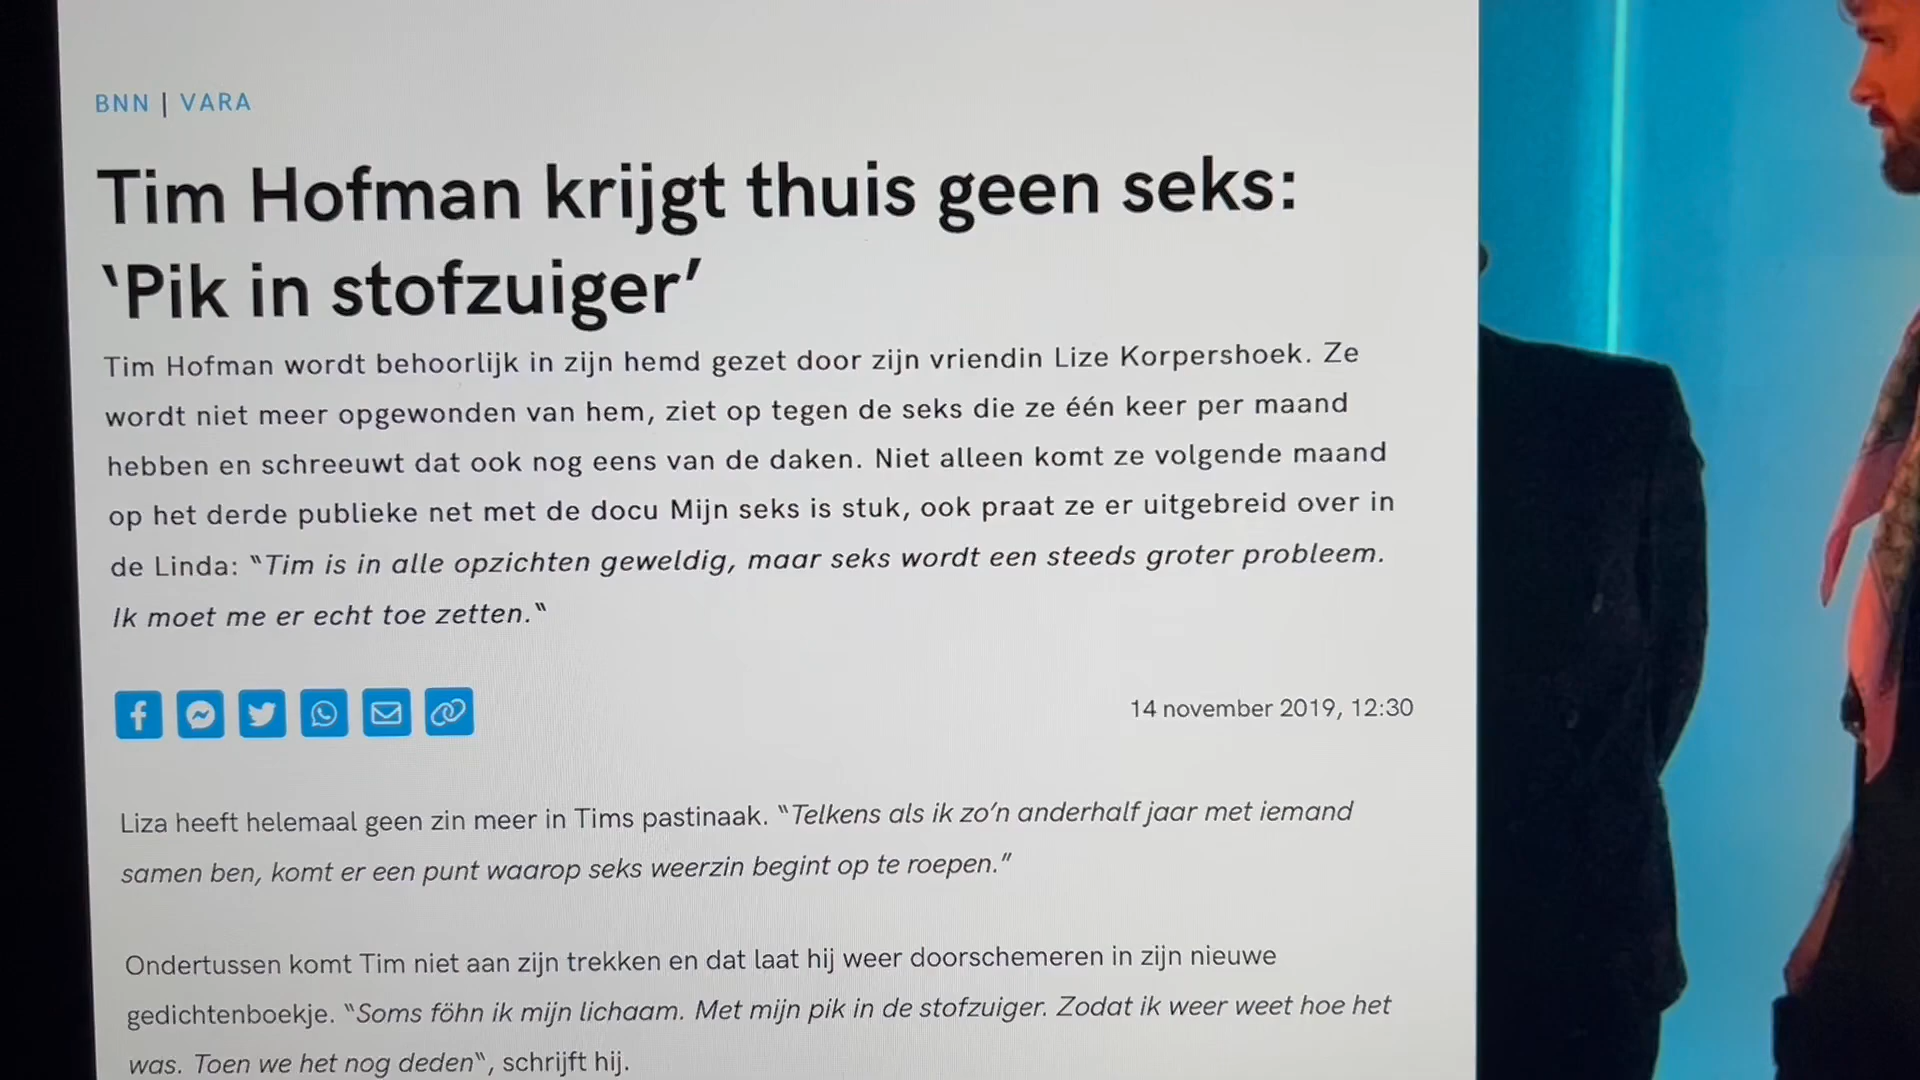 BNN | VARA
Tim Hofman krijgt thuis geen seks:
‘Pik in stofzuiger’
Tim Hofman wordt behoorlijk in zijn hemd gezet door zijn vriendin Lize Korpershoek. Ze
wordt niet meer opgewonden van hem, ziet op tegen de seks die ze één keer per maand
hebben en schreeuwt dat ook nog eens van de daken. Niet alleen komt ze volgende maand
op het derde publieke net met de docu Mijn seks is stuk, ook praat ze er uitgebreid over in
de Linda: “Tim is in alle opzichten geweldig, maar seks wordt een steeds groter probleem.
Ik moet me er echt toe zetten.“
14 november 2019, 12:30
Liza heeft helemaal geen zin meer in Tims pastinaak. “Telkens als ik zo’n anderhalf jaar met iemand
samen ben, komt er een punt waarop seks weerzin begint op te roepen.”
Ondertussen komt Tim niet aan zijn trekken en dat laat hij weer doorschemeren in zijn nieuwe
gedichtenboekje. “Soms föhn ik mijn lichaam. Met mijn pik in de stofzuiger. Zodat ik weer weet hoe het
was. Toen we het nog deden“, schrijft hij.